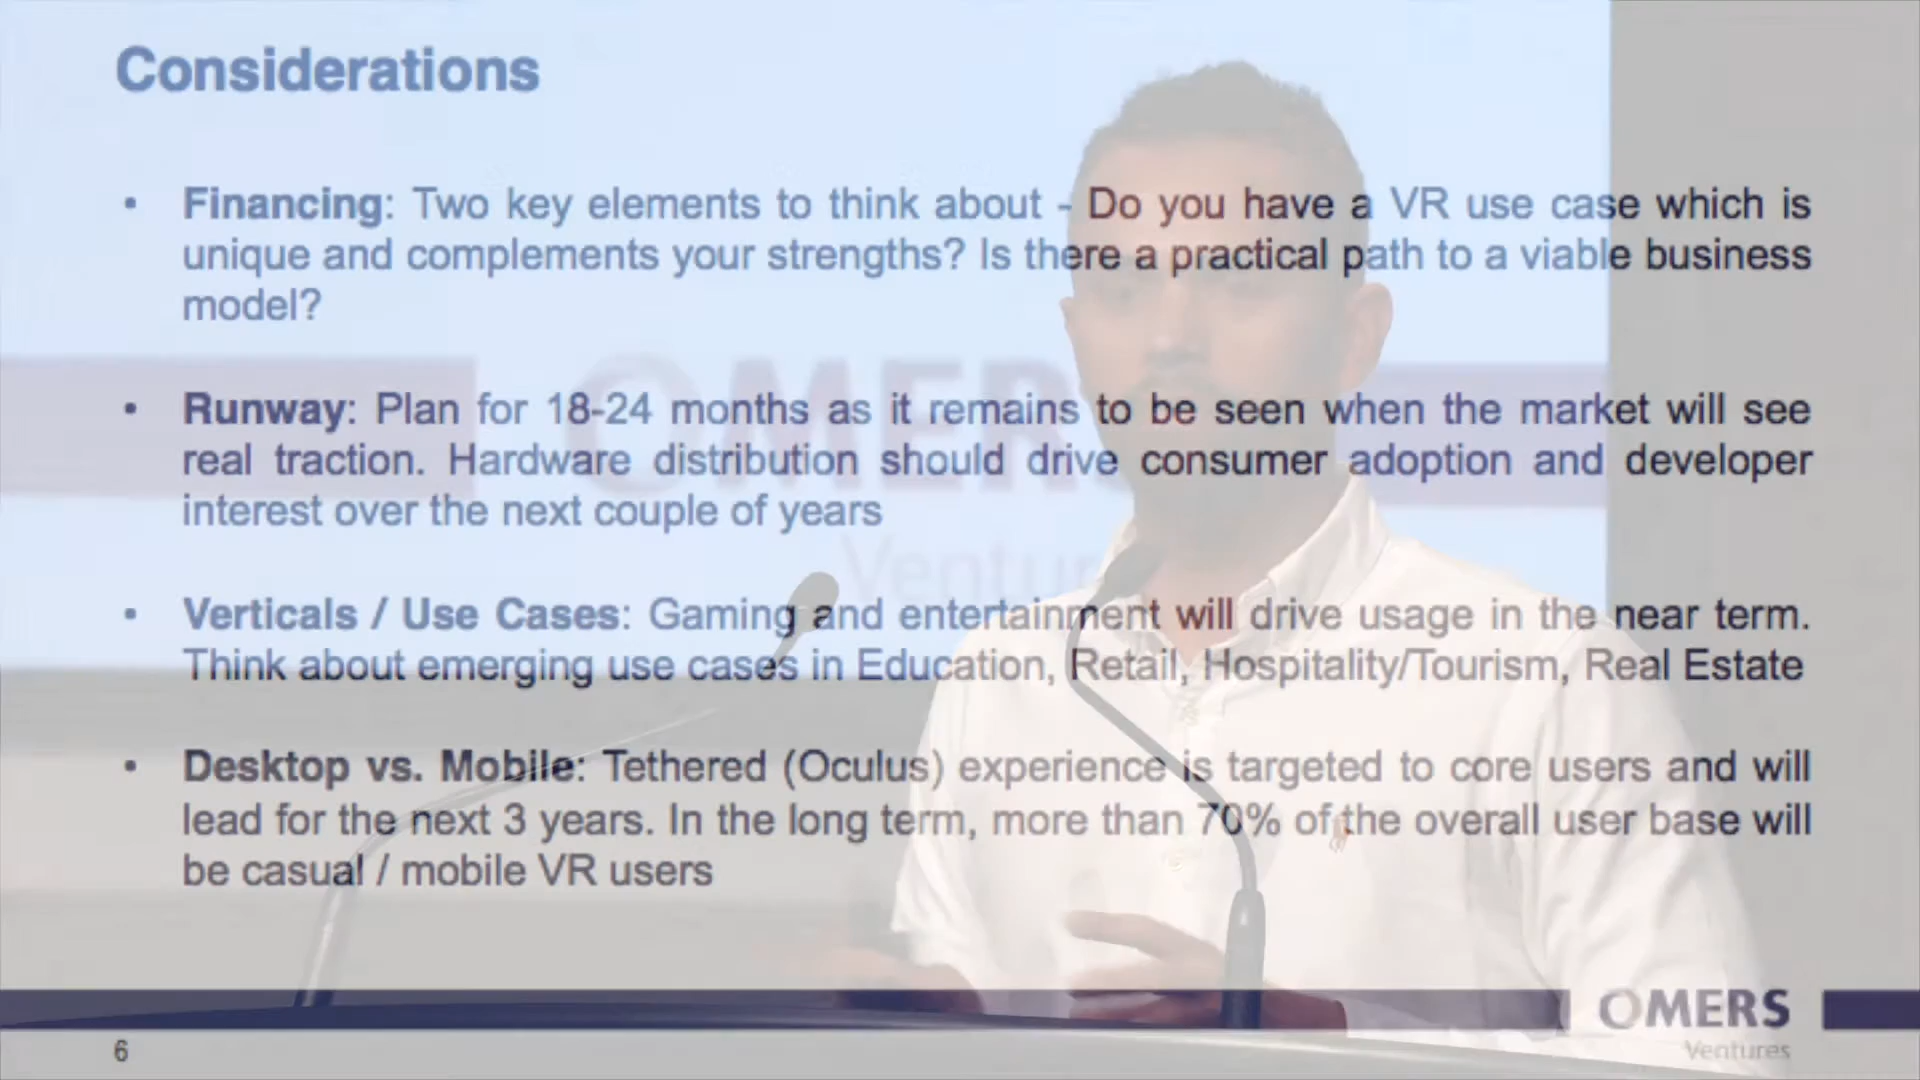 Considerations
• Financing: Two key elements to think about - Do you have a VR use case which is
unique and complements your strengths? Is there a practical path to a viable business
model?
• Runway: Plan for 18-24 months as it remains to be seen when the market will see
real traction. Hardware distribution should drive consumer adoption and developer
interest over the next couple of years
• Verticals / Use Cases: Gaming and entertainment will drive usage in the near term.
Think about emerging use cases in Education, Retail, Hospitality/Tourism, Real Estate
• Desktop vs. Mobile: Tethered (Oculus) experience is targeted to core users and will
lead for the next 3 years. In the long term, more than 70% of the overall user base will
be casual / mobile VR users
OMERS
Ventures
OMERS
Ventures
6